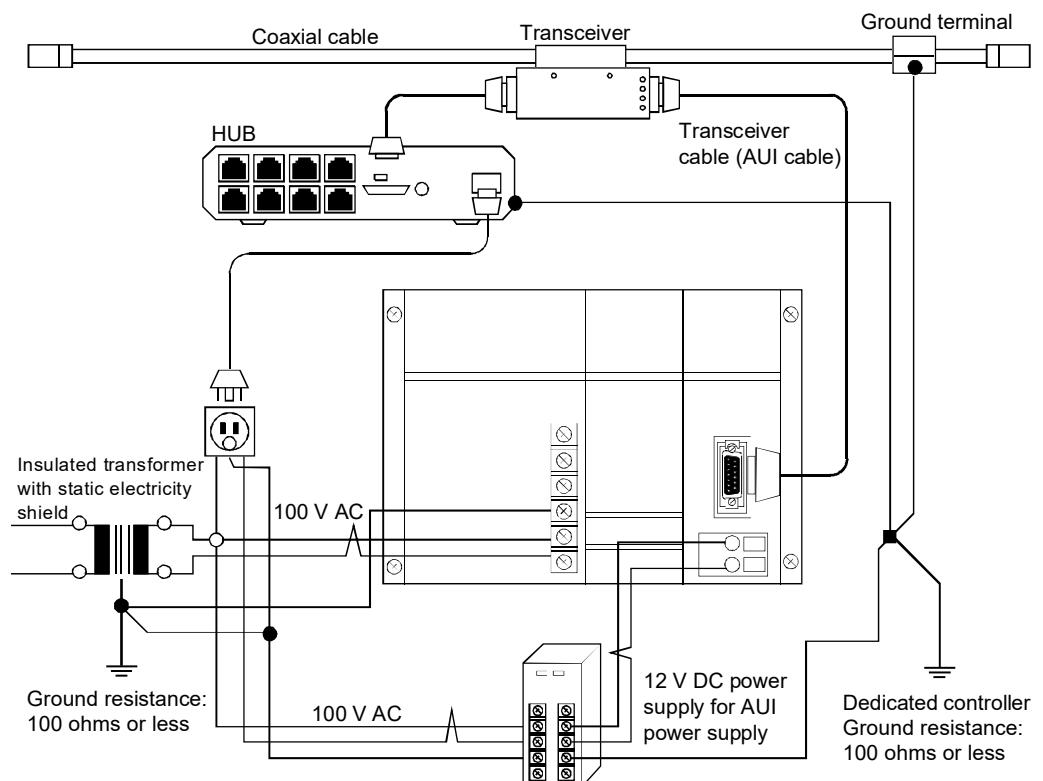 Ground terminal
Coaxial cable
Transceiver
HUB
Transceiver
cable (AUI cable)
Insulated transformer
with static electricity
shield
100 V AC
Ground resistance:
100 ohms or less
100 V AC
12 V DC power
supply for AUI
power supply
Dedicated controller
Ground resistance:
100 ohms or less